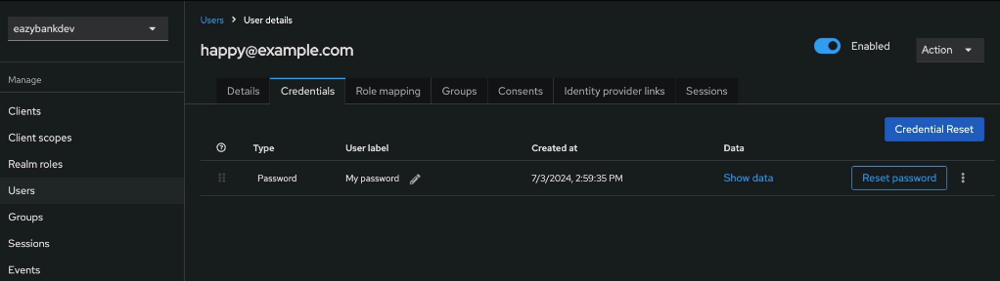 eazybankdev
Manage
Clients
Client scopes
Realm roles
Users
Groups
Sessions
Events
Users > User details
happy@example.com
Enabled
Action
Details Credentials Role mapping Groups Consents Identity provider links Sessions
Credential Reset
Type User label Created at Data
Password My password 7/3/2024, 2:59:35 PM Show data Reset password